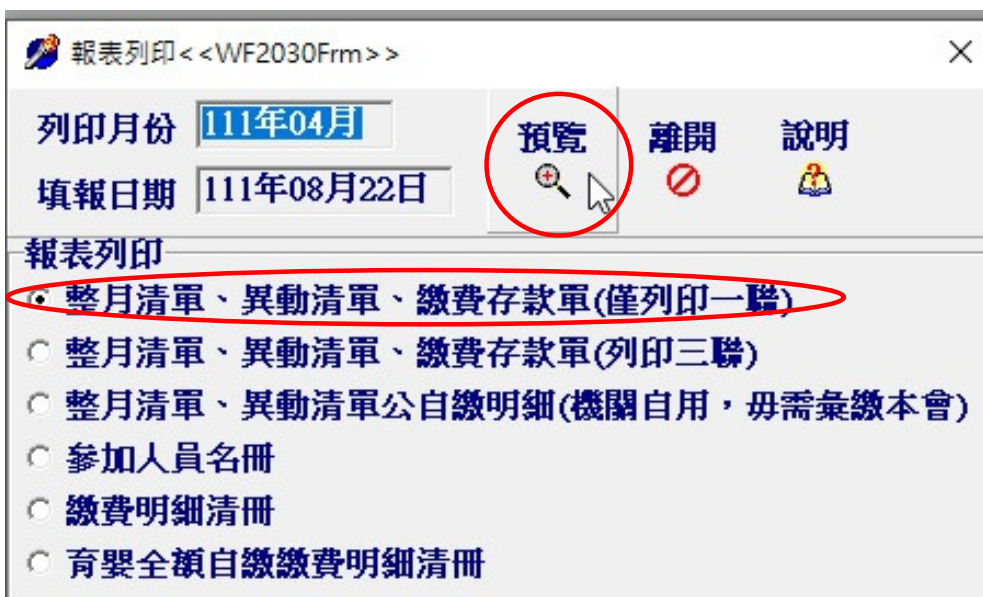 報表列印<<WF2030Frm>>
列印月份 111年04月 預覽 離開 說明
填報日期 111年08月22日
報表列印
整月清單、異動清單、繳費存款單(僅列印一聯)
整月清單、異動清單、繳費存款單(列印三聯)
整月清單、異動清單公自繳明細(機關自用，毋需彙繳本會)
參加人員名冊
繳費明細清冊
育嬰全額自繳繳費明細清冊